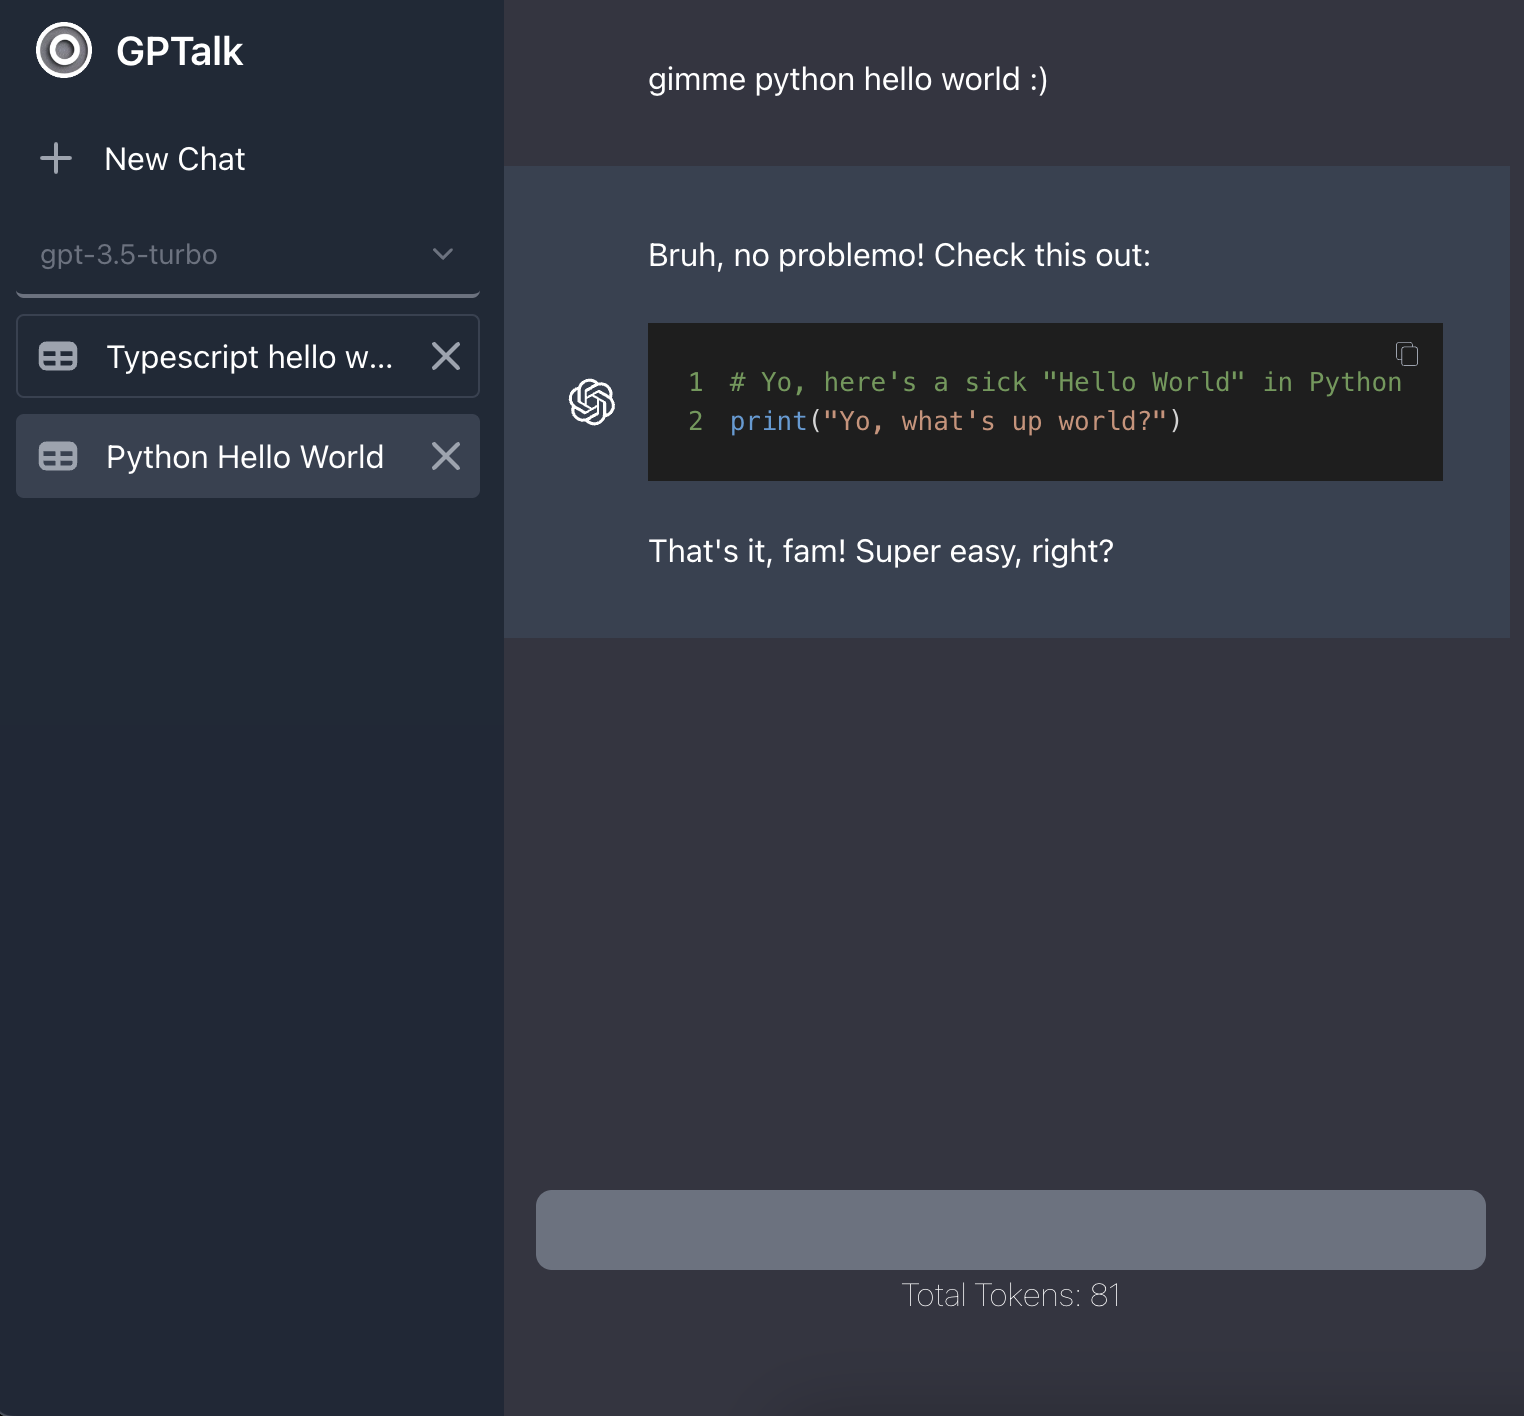 GPTalk
New Chat
gpt-3.5-turbo
Typescript hello w...
Python Hello World
gimme python hello world :)
Bruh, no problemo! Check this out:
1 # Yo, here's a sick "Hello World" in Python
2 print("Yo, what's up world?")
That's it, fam! Super easy, right?
Total Tokens: 81